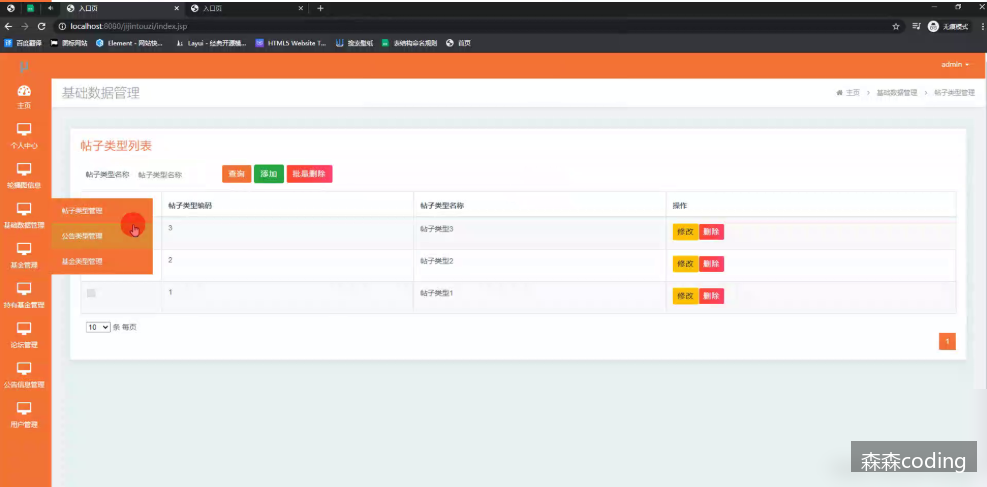 入口页
入口页
localhost:8080/jijintouzi/index.jsp
无痕模式
百度翻译
图标网站
Element - 网站快...
Layui - 经典开源模...
HTML5 Website T...
搜索壁纸
表结构命名规则
首页
admin
主页
个人中心
轮播图信息
基础数据管理
基金管理
持有基金管理
论坛管理
公告信息管理
用户管理
基础数据管理
主页 > 基础数据管理 > 帖子类型管理
帖子类型列表
帖子类型名称 帖子类型名称 查询 添加 批量删除
帖子类型管理
公告类型管理
基金类型管理
帖子类型编码 帖子类型名称 操作
3 帖子类型3 修改 删除
2 帖子类型2 修改 删除
1 帖子类型1 修改 删除
10 条 每页
1
森森coding